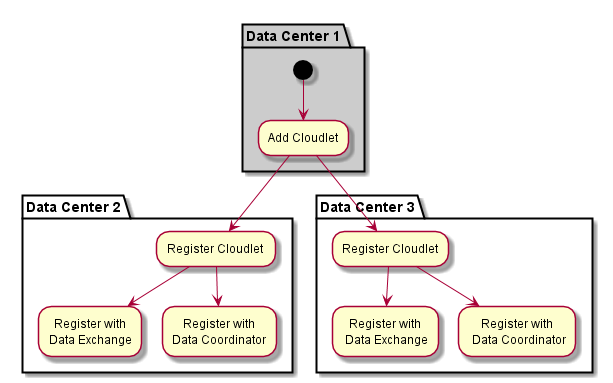 Data Center 1
Add Cloudlet
Data Center 2
Register Cloudlet
Register with
Data Exchange
Register with
Data Coordinator
Data Center 3
Register Cloudlet
Register with
Data Exchange
Register with
Data Coordinator